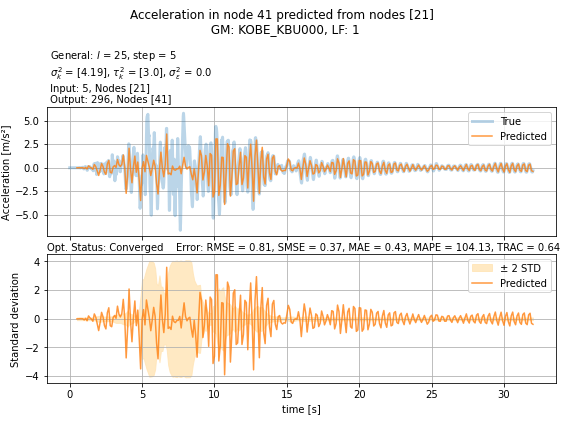 Acceleration in node 41 predicted from nodes [21]
GM: KOBE_KBU000, LF: 1
General: l = 25, step = 5
σ²ₖ = [4.19], τ²ₖ = [3.0], σ²ε = 0.0
Input: 5, Nodes [21]
Output: 296, Nodes [41]
Acceleration [m/s²]
5.0
2.5
0.0
−2.5
−5.0
True
Predicted
Opt. Status: Converged Error: RMSE = 0.81, SMSE = 0.37, MAE = 0.43, MAPE = 104.13, TRAC = 0.64
Standard deviation
4
2
0
−2
−4
± 2 STD
Predicted
0 5 10 15 20 25 30
time [s]